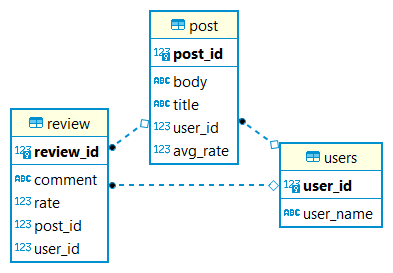 post
123 post_id
ABC body
ABC title
123 user_id
123 avg_rate
review
123 review_id
ABC comment
123 rate
123 post_id
123 user_id
users
123 user_id
ABC user_name